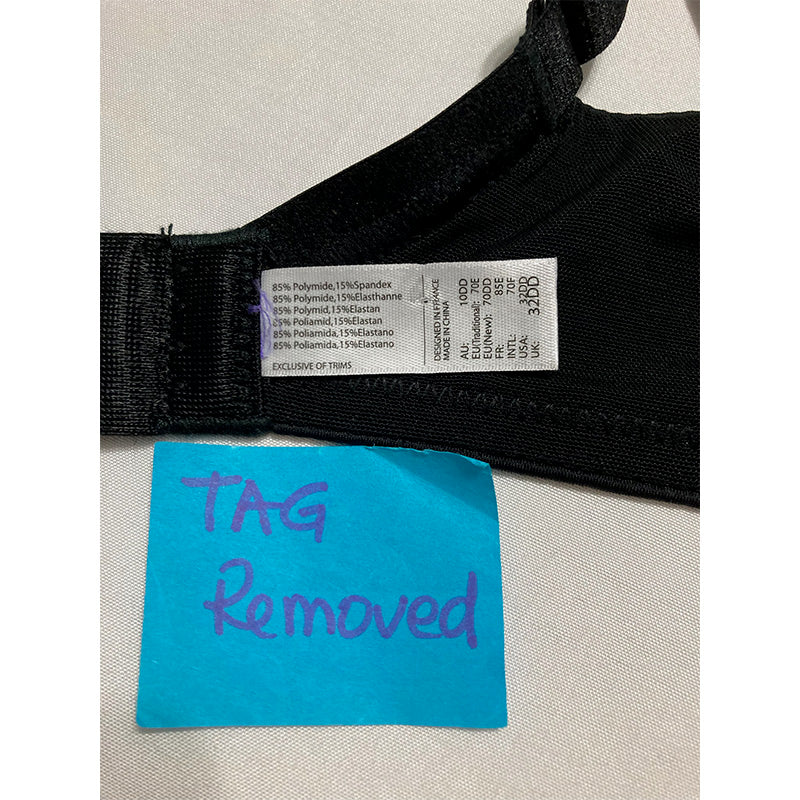 85% Polymide,15%Spandex
85% Polymide,15%Elasthanne
85% Polymid,15%Elastan
85% Poliamid,15%Elastan
85% Poliamida,15%Elastano
85% Poliamida,15%Elastano
EXCLUSIVE OF TRIMS
DESIGNED IN FRANCE
MADE IN CHINA
AU: 10DD
EU(Traditional): 70E
EU(New): 70DD
FR: 85E
INTL: 70F
USA: 32DD
UK: 32DD
TAG
Removed